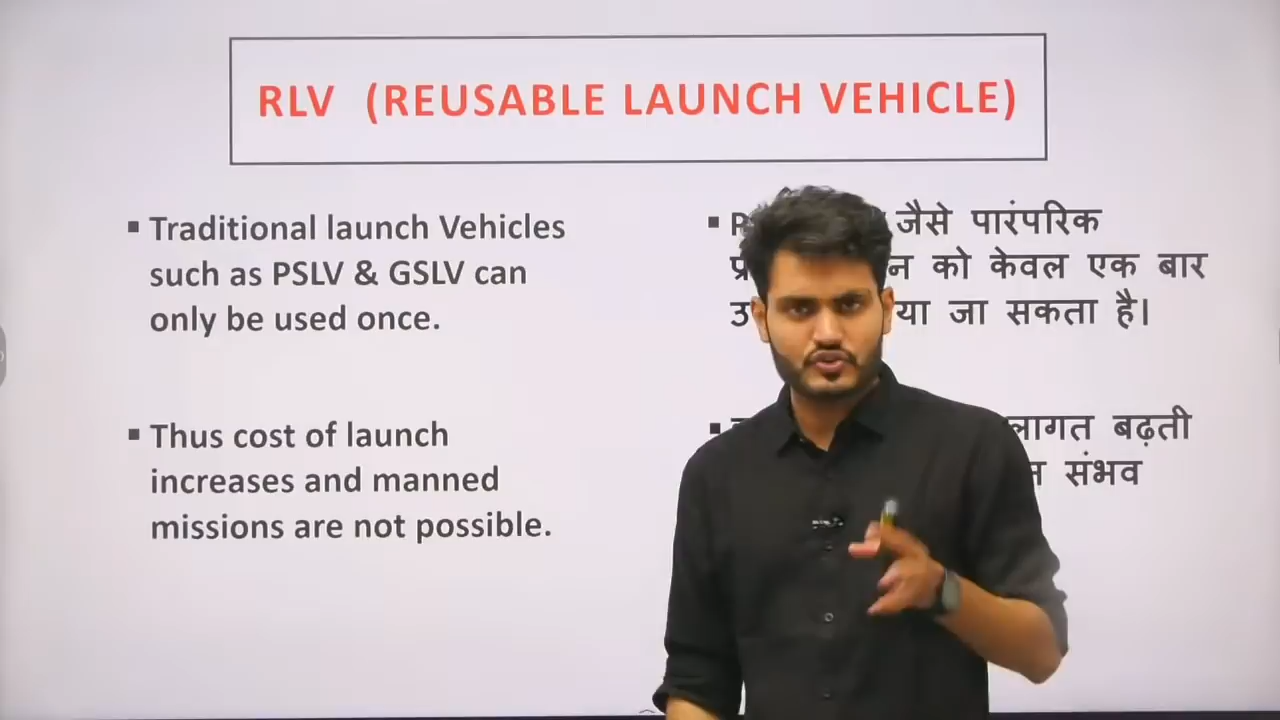 RLV (REUSABLE LAUNCH VEHICLE)
▪ Traditional launch Vehicles
such as PSLV & GSLV can
only be used once.
▪ Thus cost of launch
increases and manned
missions are not possible.
▪ जैसे पारंपरिक
को केवल एक बार
जा सकता है।
▪ लागत बढ़ती
संभव